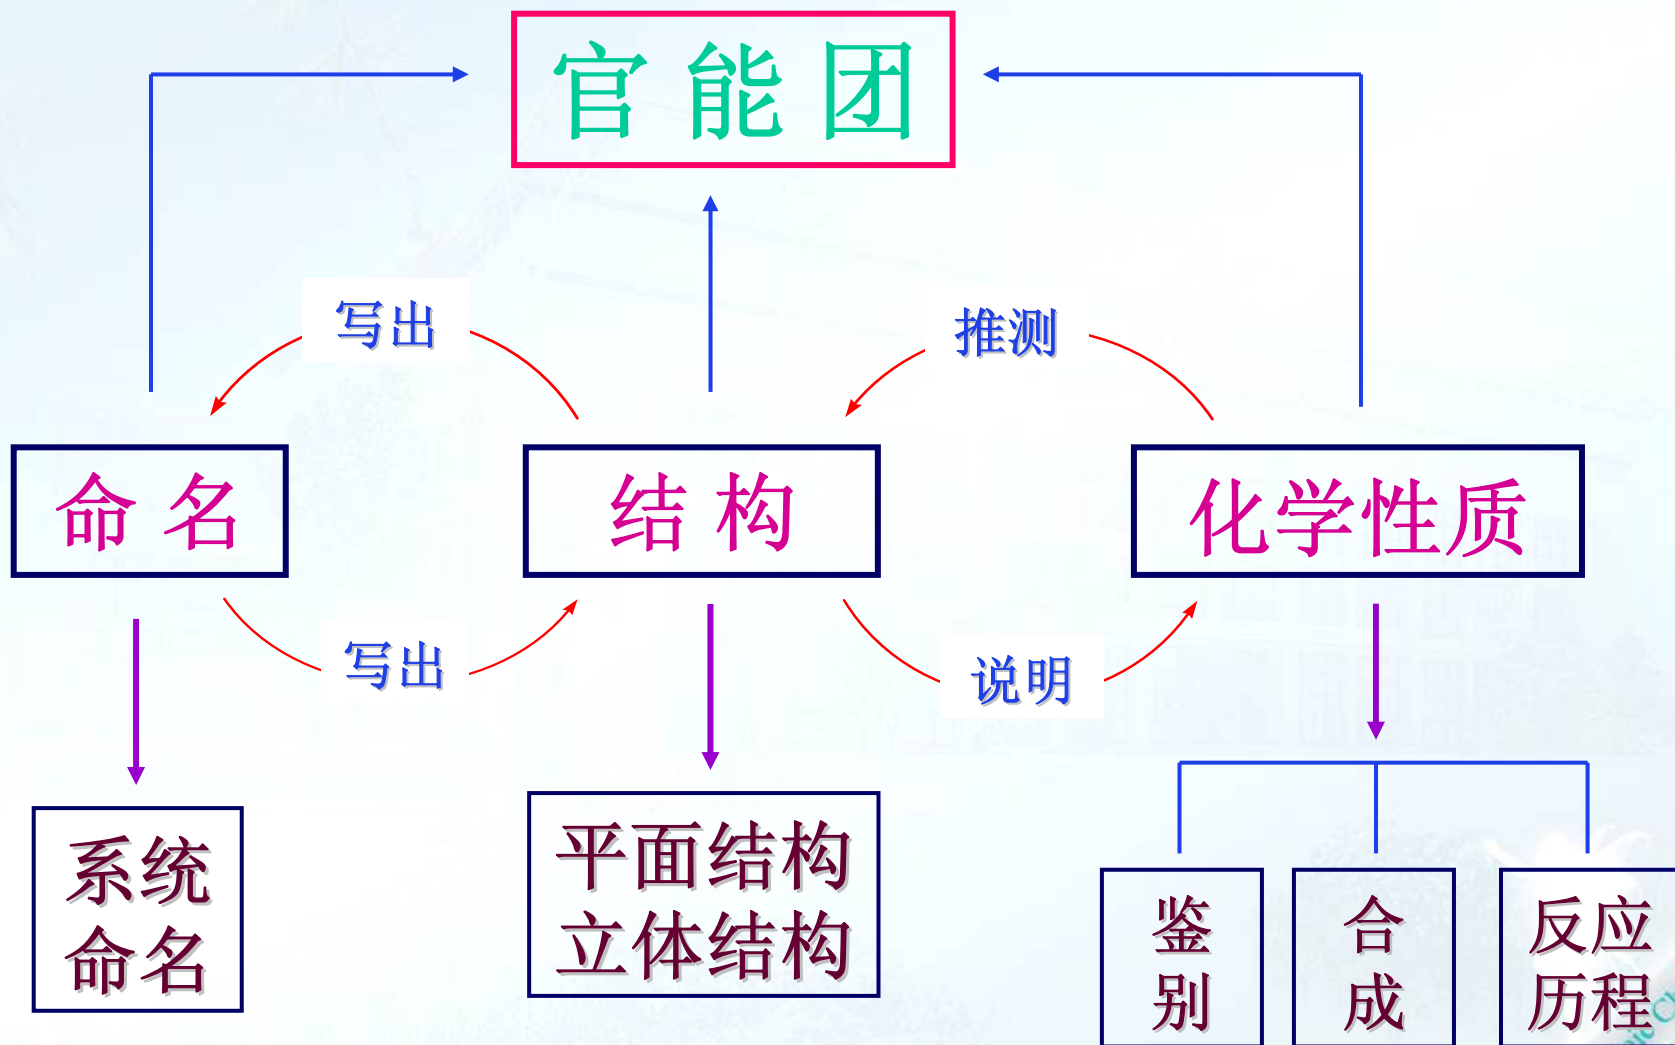 官能团
写出
推测
命名
结构
化学性质
写出
说明
系统
命名
平面结构
立体结构
鉴
别
合
成
反应
历程